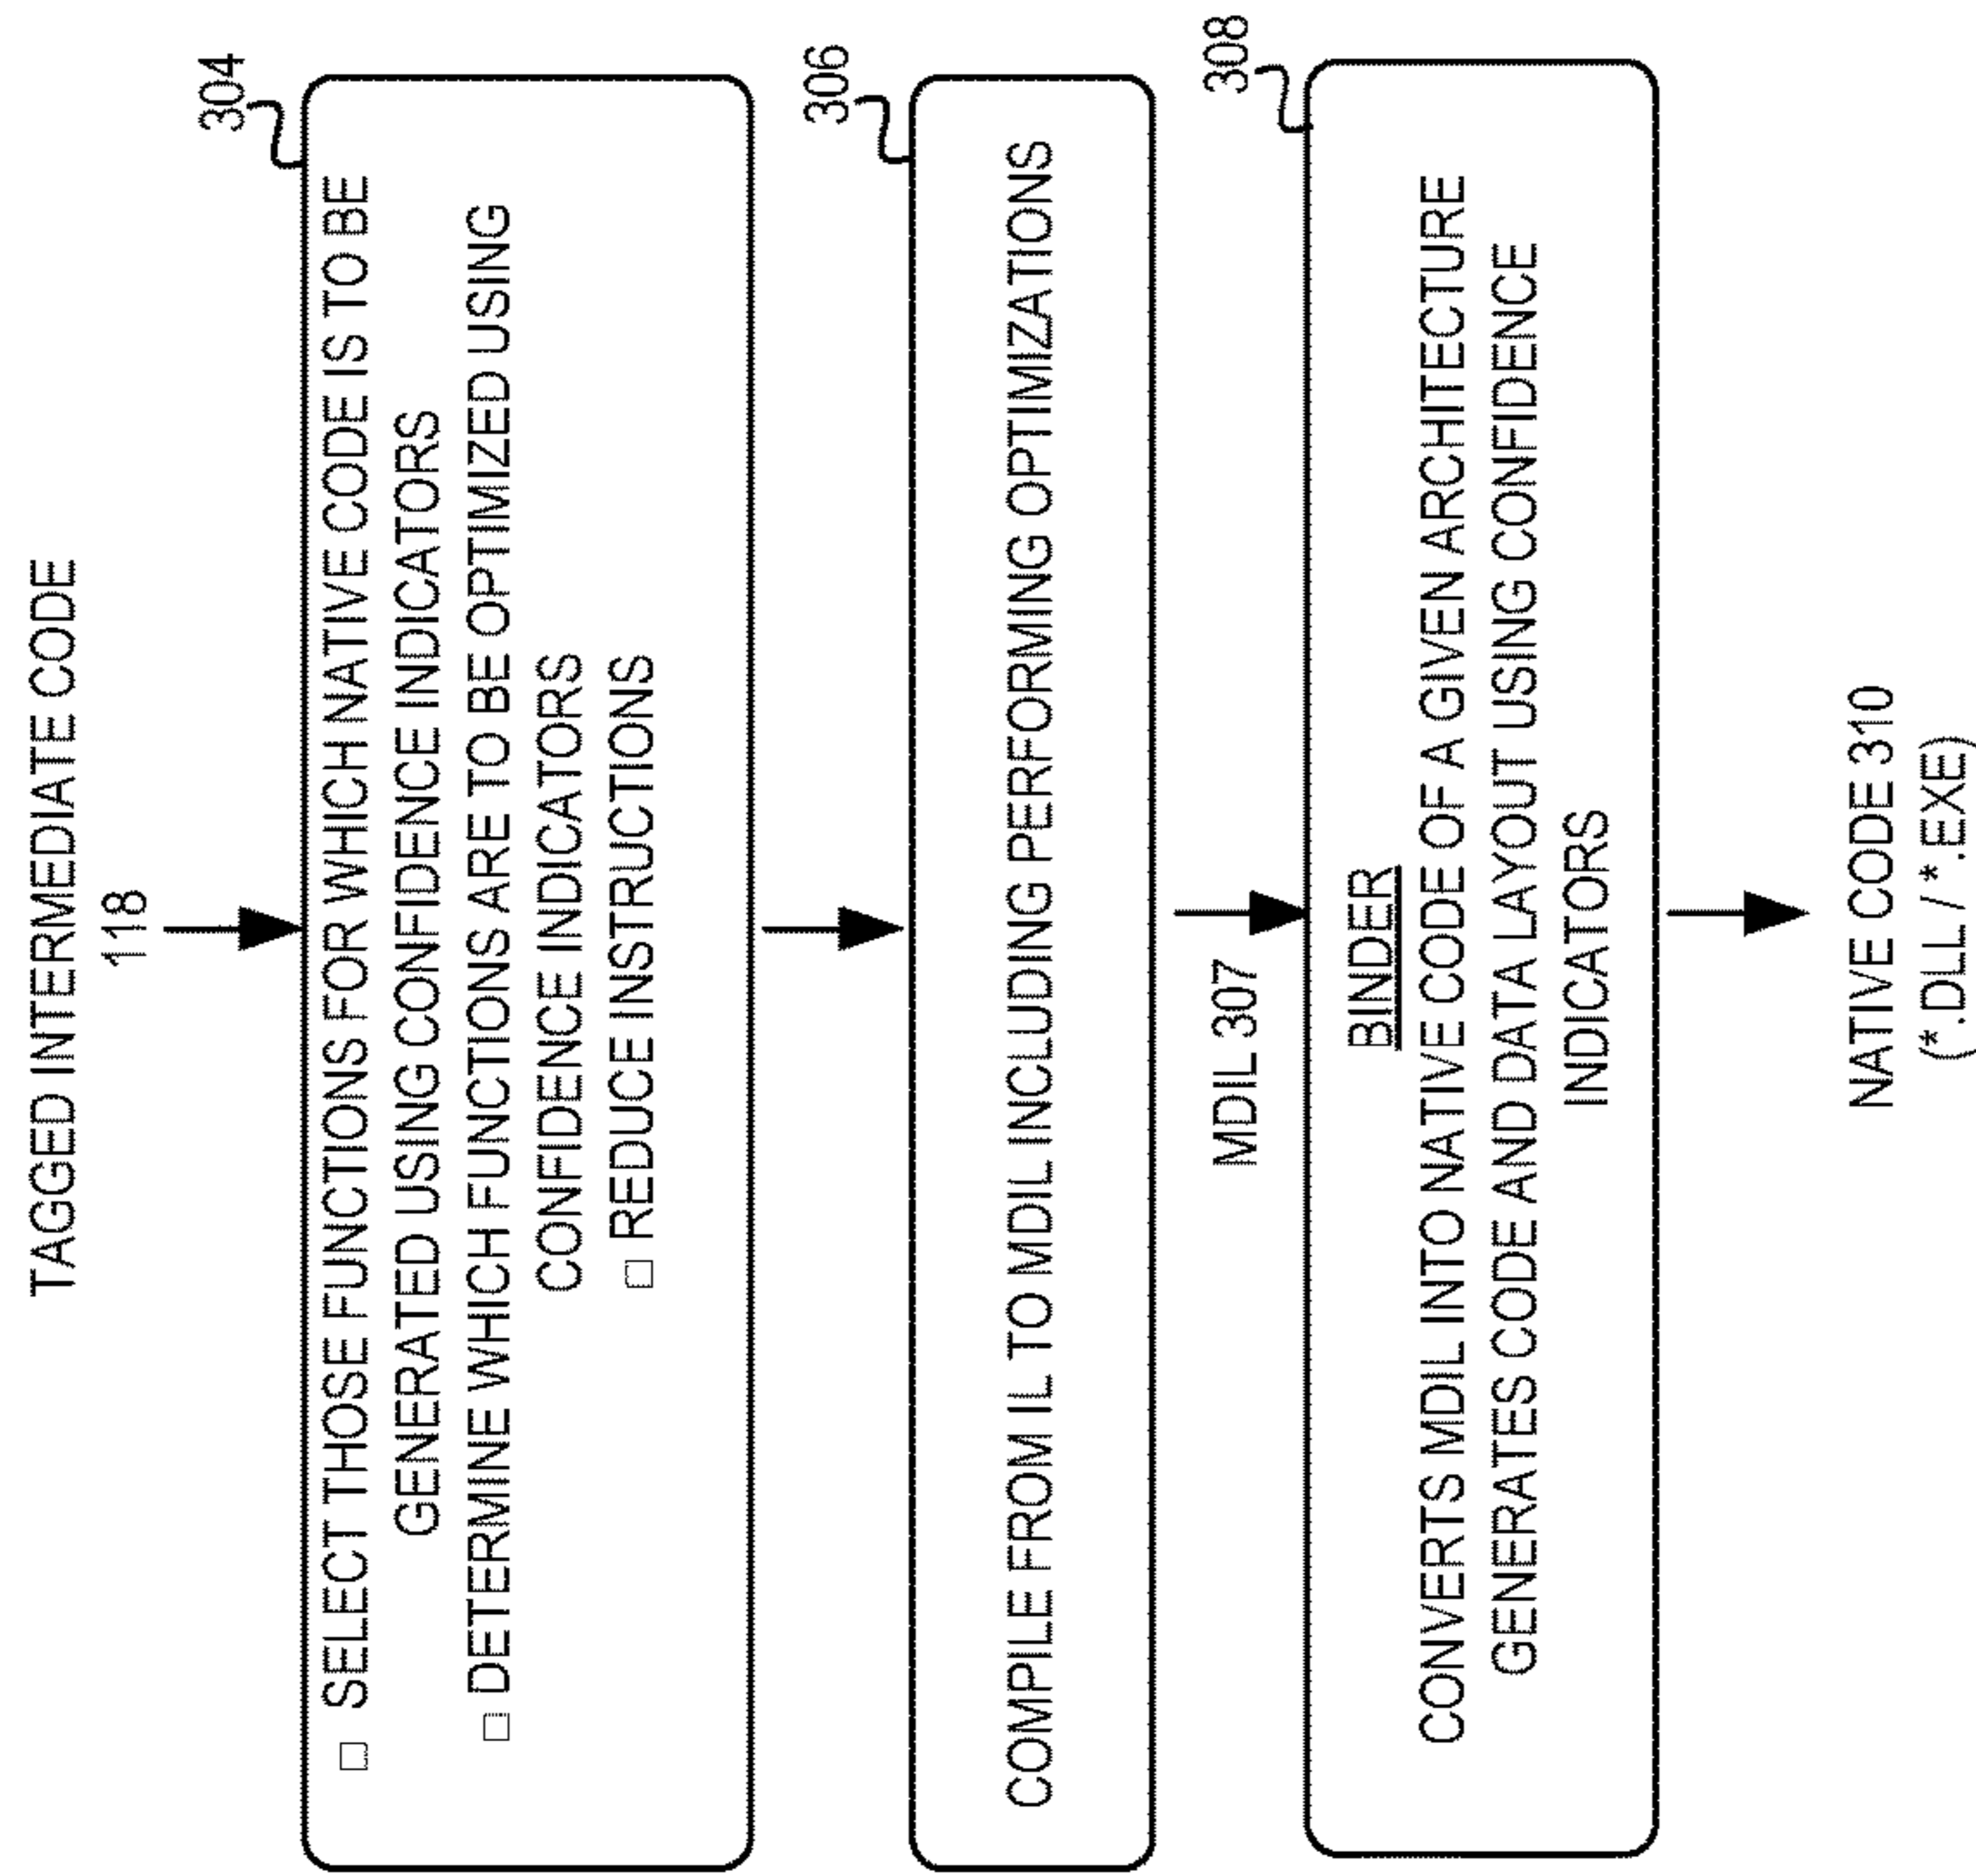 TAGGED INTERMEDIATE CODE
118
304
□ SELECT THOSE FUNCTIONS FOR WHICH NATIVE CODE IS TO BE
GENERATED USING CONFIDENCE INDICATORS
□ DETERMINE WHICH FUNCTIONS ARE TO BE OPTIMIZED USING
CONFIDENCE INDICATORS
□ REDUCE INSTRUCTIONS
306
COMPILE FROM IL TO MDIL INCLUDING PERFORMING OPTIMIZATIONS
MDIL 307
308
BINDER
CONVERTS MDIL INTO NATIVE CODE OF A GIVEN ARCHITECTURE
GENERATES CODE AND DATA LAYOUT USING CONFIDENCE
INDICATORS
NATIVE CODE 310
(*.DLL / *.EXE)